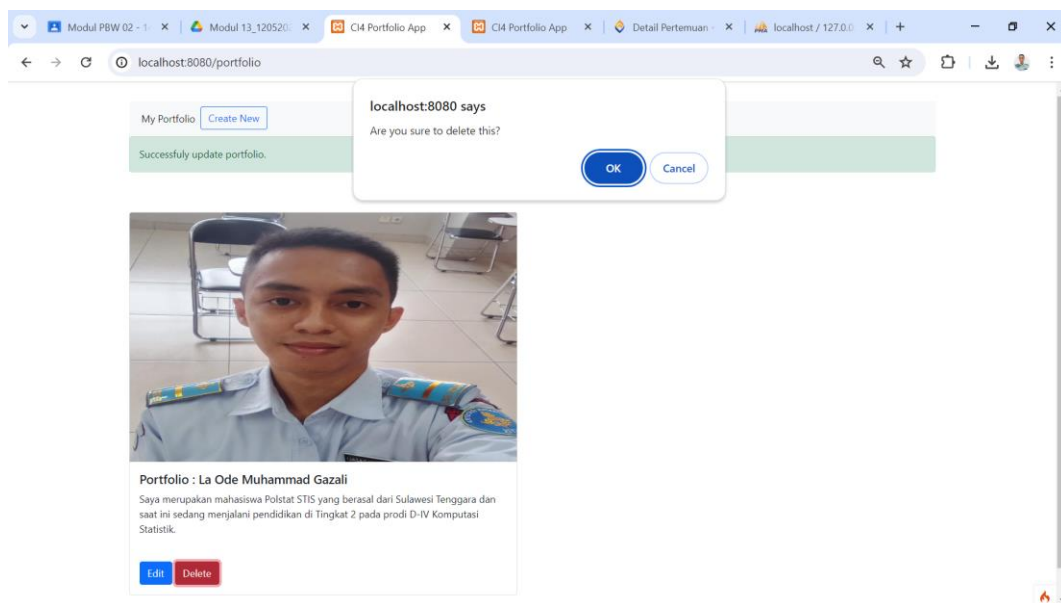 Modul PBW 02 - 1
Modul 13_120520
CI4 Portfolio App
CI4 Portfolio App
Detail Pertemuan -
localhost / 127.0.0
localhost:8080/portfolio
localhost:8080 says
Are you sure to delete this?
OK
Cancel
My Portfolio
Create New
Successfuly update portfolio.
Portfolio : La Ode Muhammad Gazali
Saya merupakan mahasiswa Polstat STIS yang berasal dari Sulawesi Tenggara dan
saat ini sedang menjalani pendidikan di Tingkat 2 pada prodi D-IV Komputasi
Statistik.
Edit
Delete